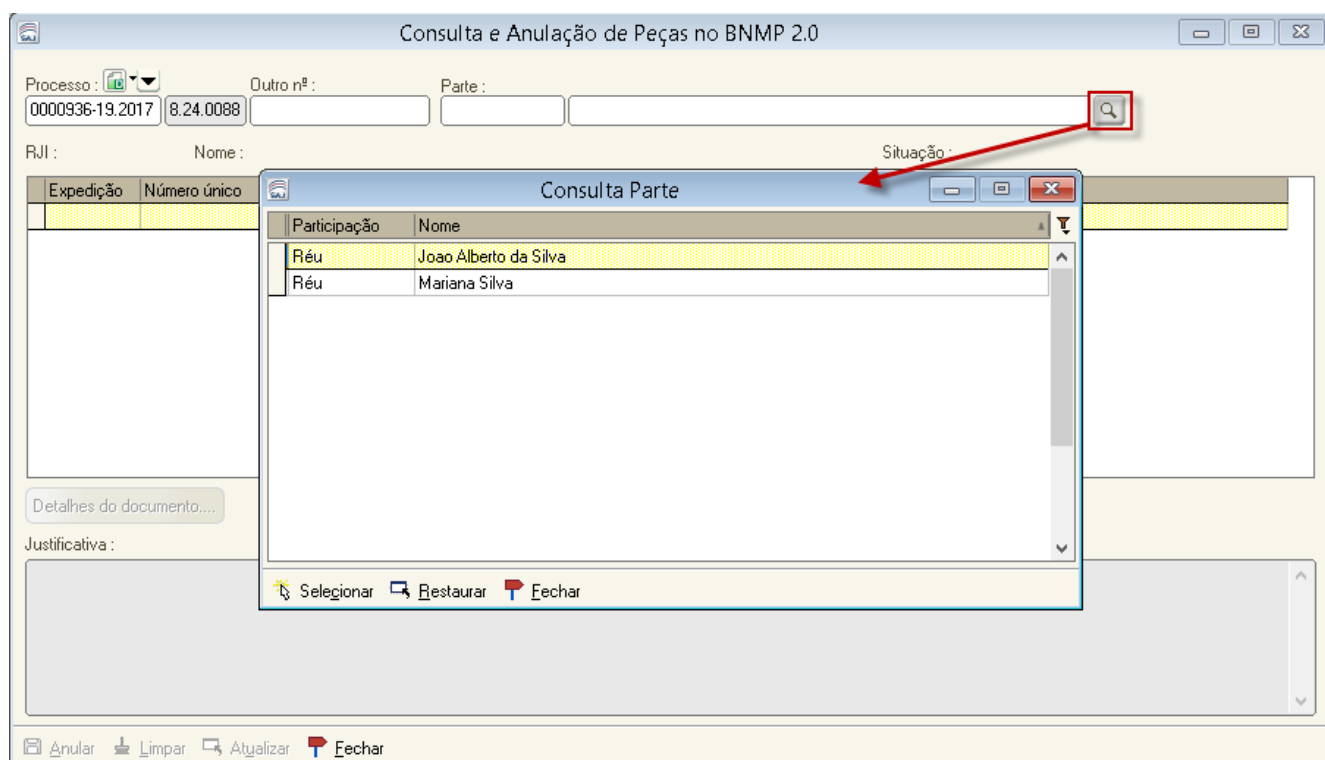 Consulta e Anulação de Peças no BNMP 2.0
Processo : Outro nº : Parte :
0000936-19.2017 8.24.0088
RJI : Nome : Situação :
Expedição Número único
Consulta Parte
Participação Nome
Réu Joao Alberto da Silva
Réu Mariana Silva
Selecionar Restaurar Fechar
Detalhes do documento....
Justificativa :
Anular Limpar Atualizar Fechar